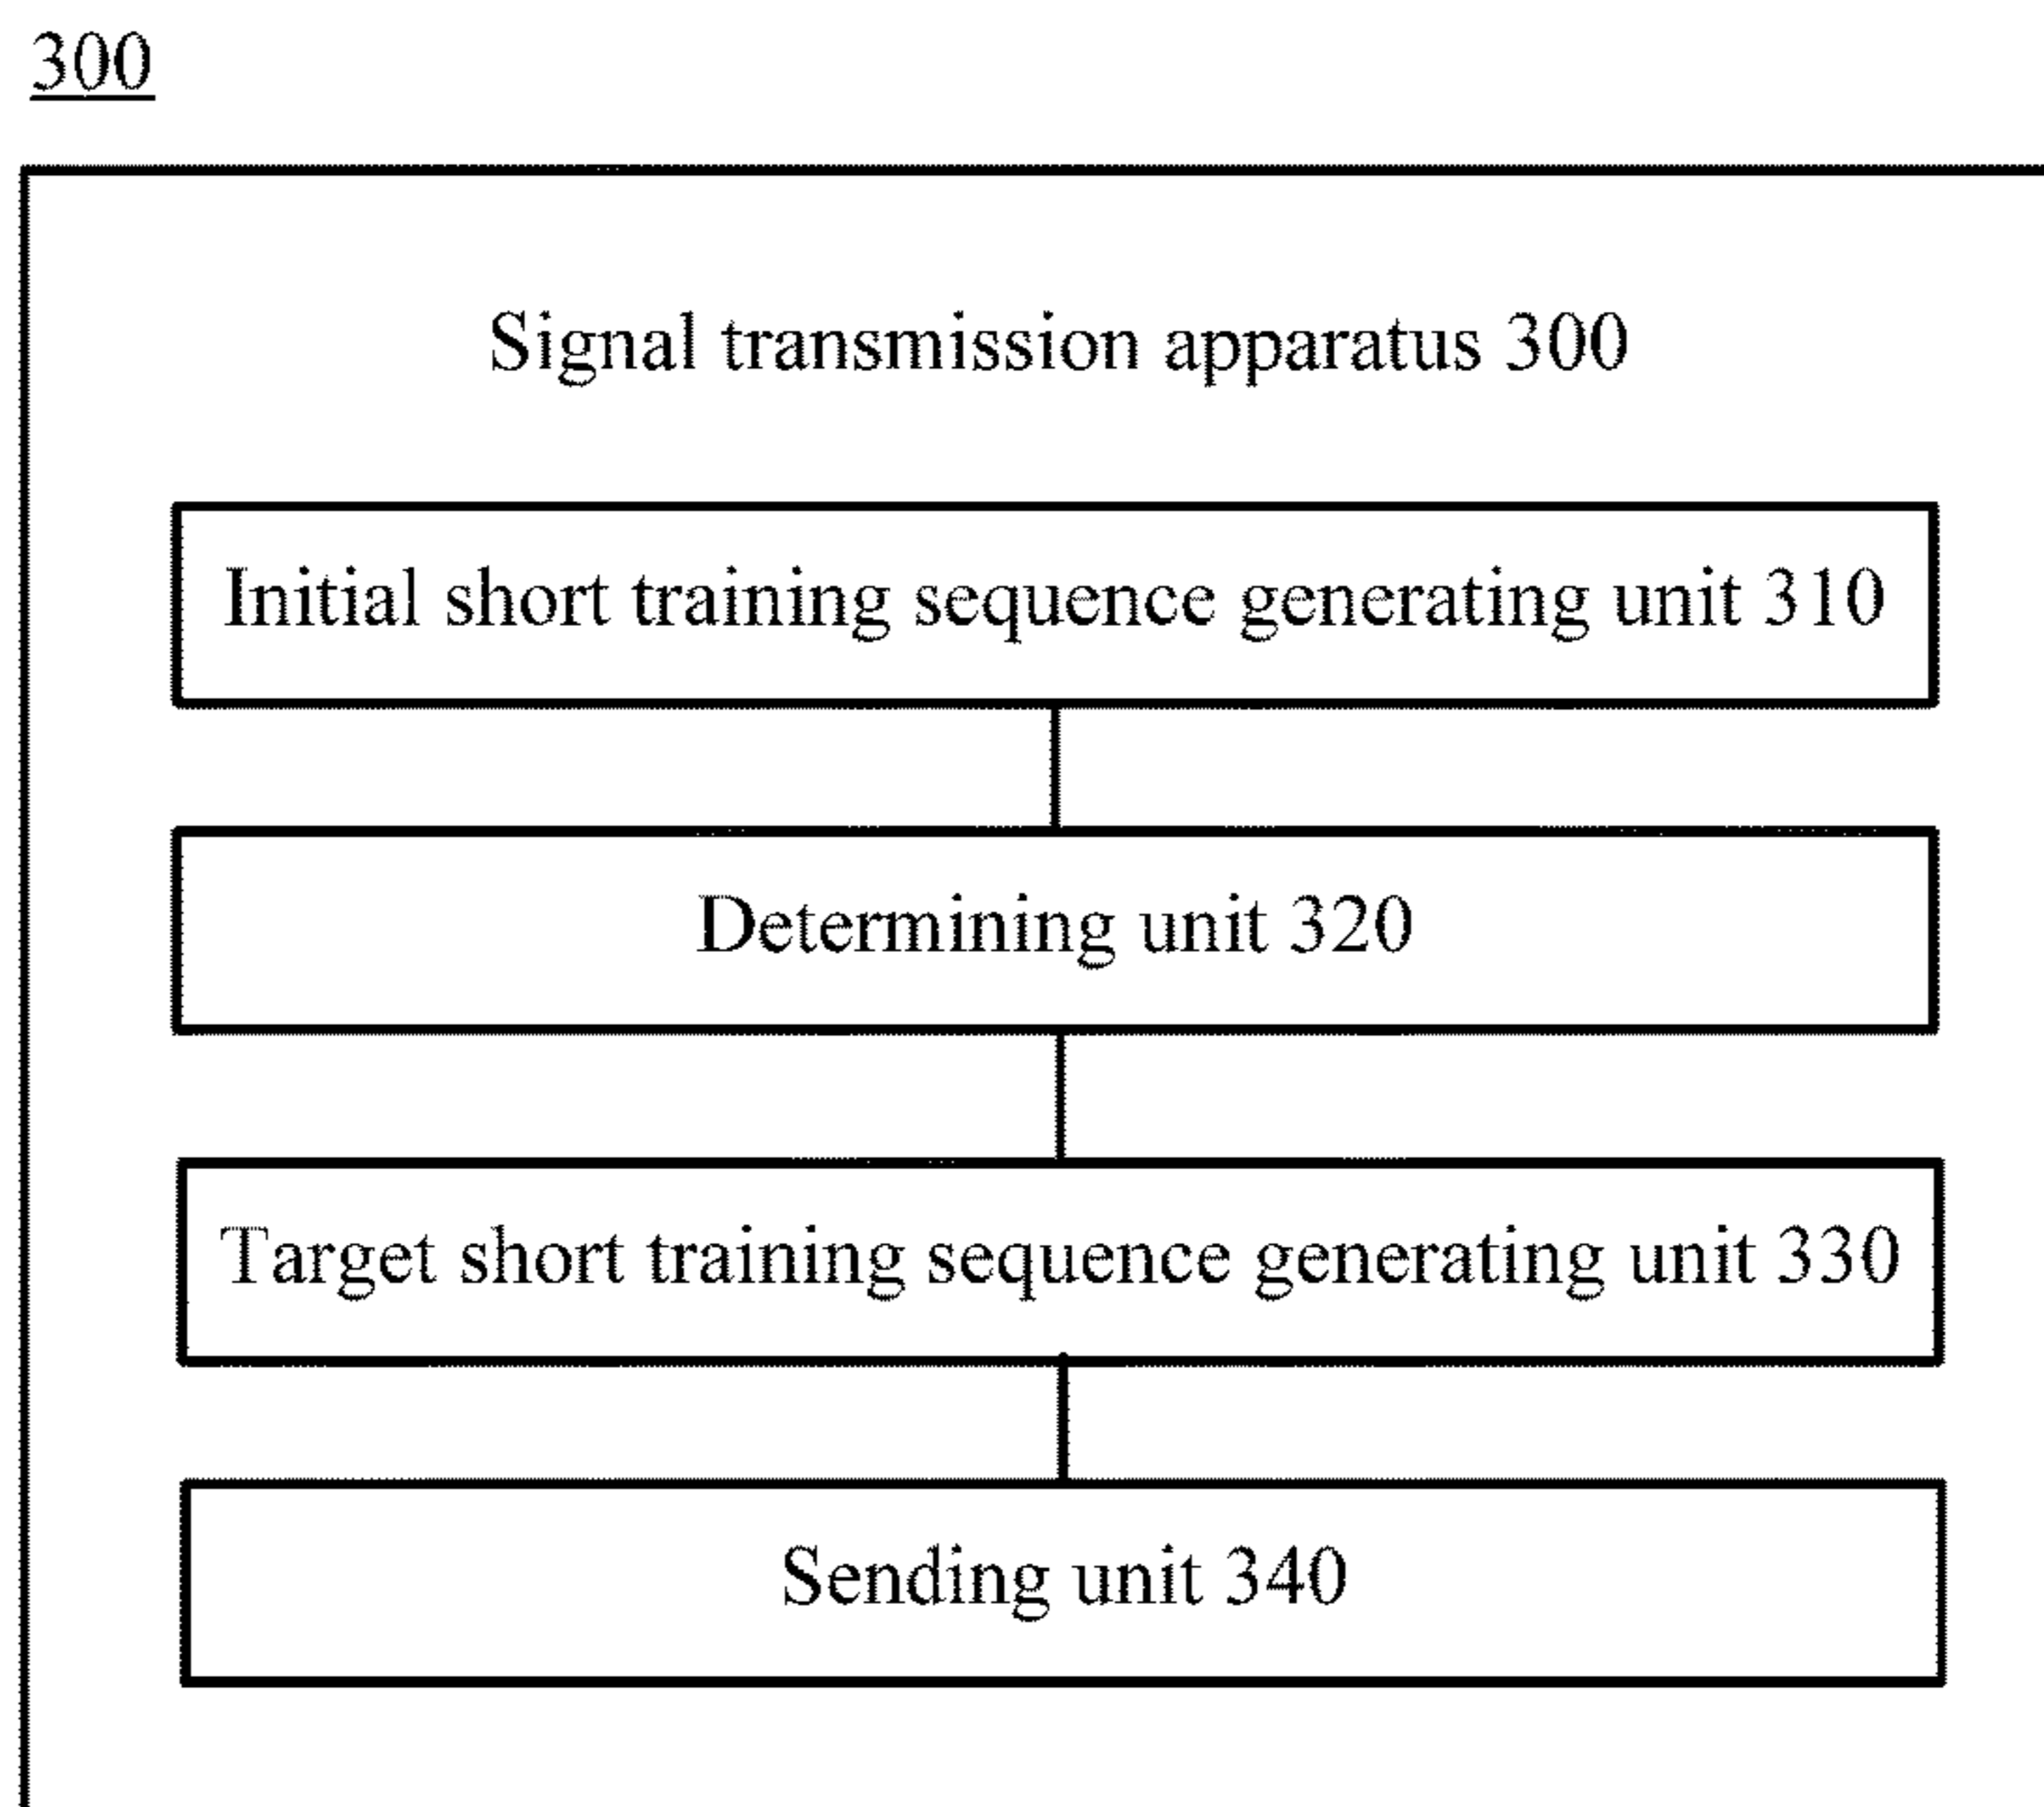 300
Signal transmission apparatus 300
Initial short training sequence generating unit 310
Determining unit 320
Target short training sequence generating unit 330
Sending unit 340